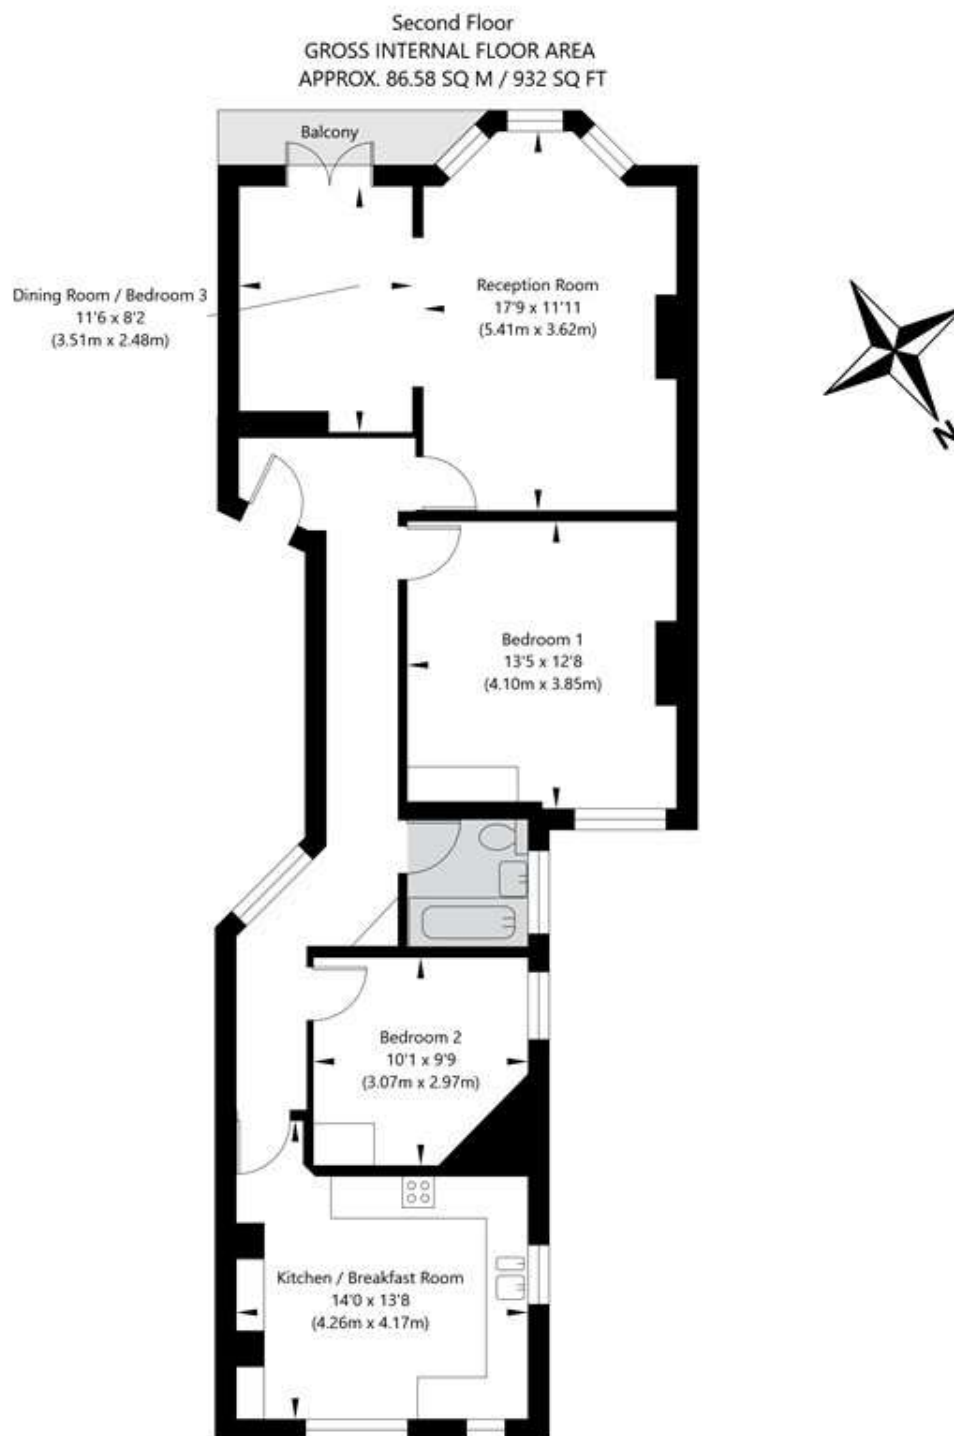 Second Floor
GROSS INTERNAL FLOOR AREA
APPROX. 86.58 SQ M / 932 SQ FT
Balcony
Dining Room / Bedroom 3
11'6 x 8'2
(3.51m x 2.48m)
Reception Room
17'9 x 11'11
(5.41m x 3.62m)
N
Bedroom 1
13'5 x 12'8
(4.10m x 3.85m)
Bedroom 2
10'1 x 9'9
(3.07m x 2.97m)
Kitchen / Breakfast Room
14'0 x 13'8
(4.26m x 4.17m)